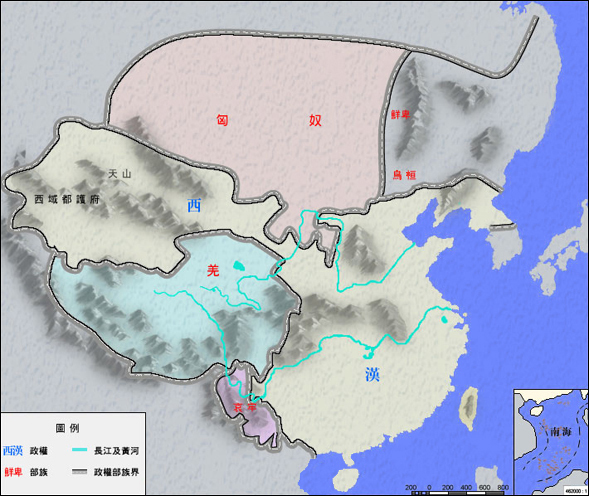 匈 奴
鮮卑
烏桓
天山
西域都護府
西
羌
漢
哀牢
圖例
西漢 政權
長江及黃河
鮮卑 部族
政權部族界
南海
200 0 200 400 600 800